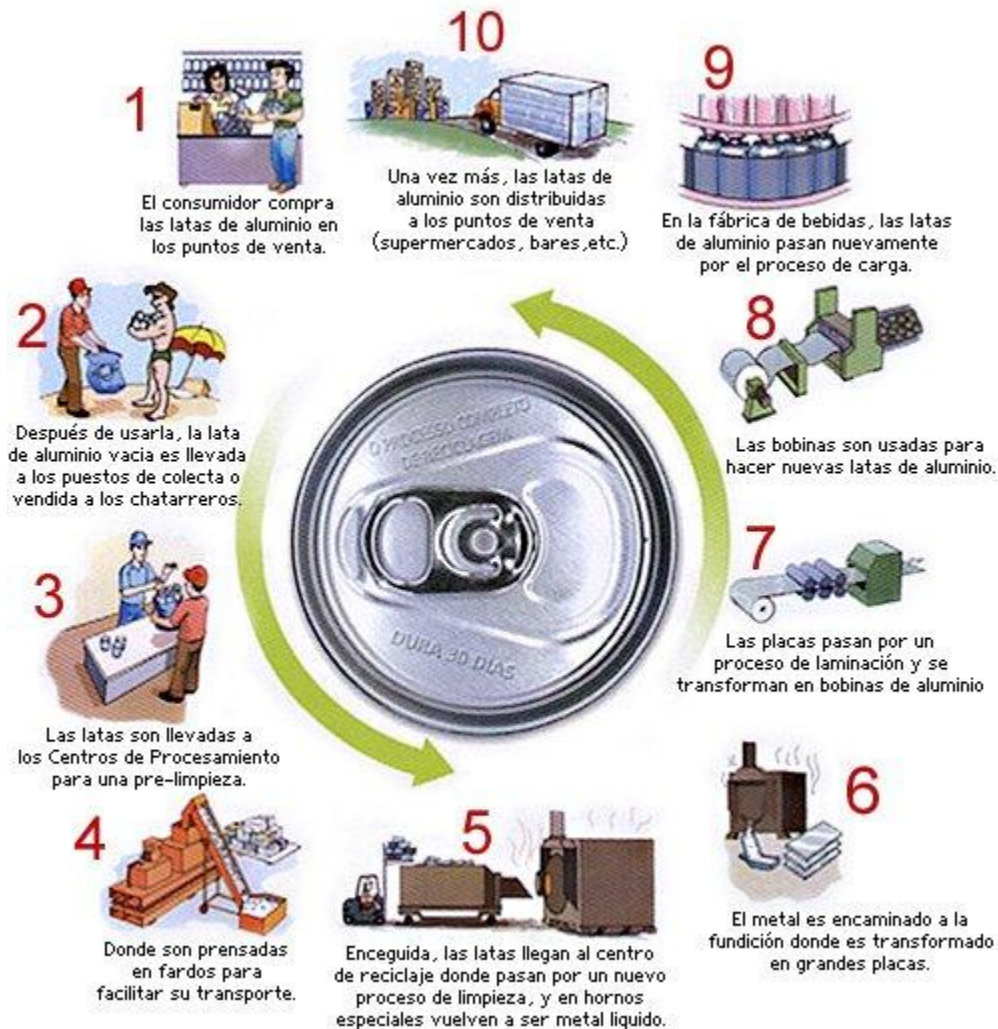 1
El consumidor compra
las latas de aluminio en
los puntos de venta.
2
Después de usarla, la lata
de aluminio vacia es llevada
a los puestos de colecta o
vendida a los chatarreros.
3
Las latas son llevadas a
los Centros de Procesamiento
para una pre-limpieza.
4
Donde son prensadas
en fardos para
facilitar su transporte.
5
Enceguida, las latas llegan al centro
de reciclaje donde pasan por un nuevo
proceso de limpieza, y en hornos
especiales vuelven a ser metal liquido.
6
El metal es encaminado a la
fundición donde es transformado
en grandes placas.
7
Las placas pasan por un
proceso de laminación y se
transforman en bobinas de aluminio
8
Las bobinas son usadas para
hacer nuevas latas de aluminio.
9
En la fábrica de bebidas, las latas
de aluminio pasan nuevamente
por el proceso de carga.
10
Una vez más, las latas de
aluminio son distribuidas
a los puntos de venta
(supermercados, bares,etc.)
O PROCESSO COMPLETO
DE RECICLAGEM
DURA 30 DIAS